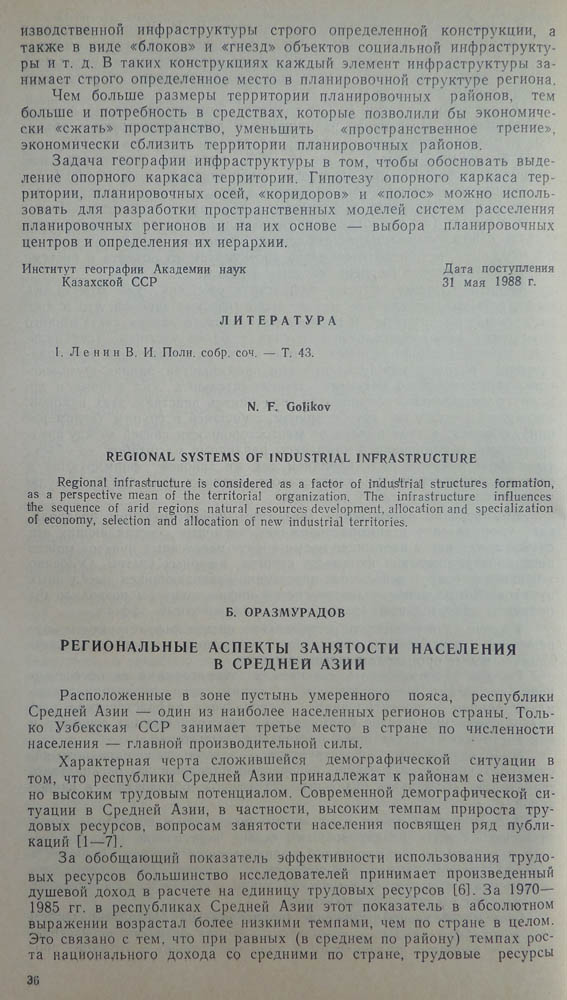 изводственной инфраструктуры строго определенной конструкции, а
также в виде «блоков» и «гнезд» объектов социальной инфраструкту-
ры и т. д. В таких конструкциях каждый элемент инфраструктуры за-
нимает строго определенное место в планировочной структуре региона.
Чем больше размеры территории планировочных районов, тем
больше и потребность в средствах, которые позволили бы экономиче-
ски «сжать» пространство, уменьшить «пространственное трение»,
экономически сблизить территории планировочных районов.
Задача географии инфраструктуры в том, чтобы обосновать выде-
ление опорного каркаса территории. Гипотезу опорного каркаса тер-
ритории, планировочных осей, «коридоров» и «полос» можно исполь-
зовать для разработки пространственных моделей систем расселения
планировочных регионов и на их основе — выбора планировочных
центров и определения их иерархии.
Институт географии Академии наук Дата поступления
Казахской ССР 31 мая 1988 г.
ЛИТЕРАТУРА
1. Ленин В. И. Полн. собр. соч. — Т. 43.
N. F. Golikov
REGIONAL SYSTEMS OF INDUSTRIAL INFRASTRUCTURE
Regional infrastructure is considered as a factor of industrial structures formation,
as a perspective mean of the territorial organization. The infrastructure influences
the sequence of arid regions natural resources development, allocation and specialization
of economy, selection and allocation of new industrial territories.
Б. ОРАЗМУРАДОВ
РЕГИОНАЛЬНЫЕ АСПЕКТЫ ЗАНЯТОСТИ НАСЕЛЕНИЯ
В СРЕДНЕЙ АЗИИ
Расположенные в зоне пустынь умеренного пояса, республики
Средней Азии — один из наиболее населенных регионов страны. Толь-
ко Узбекская ССР занимает третье место в стране по численности
населения — главной производительной силы.
Характерная черта сложившейся демографической ситуации в
том, что республики Средней Азии принадлежат к районам с неизмен-
но высоким трудовым потенциалом. Современной демографической си-
туации в Средней Азии, в частности, высоким темпам прироста тру-
довых ресурсов, вопросам занятости населения посвящен ряд публи-
каций [1—7].
За обобщающий показатель эффективности использования трудо-
вых ресурсов большинство исследователей принимает произведенный
душевой доход в расчете на единицу трудовых ресурсов [6]. За 1970—
1985 гг. в республиках Средней Азии этот показатель в абсолютном
выражении возрастал более низкими темпами, чем по стране в целом.
Это связано с тем, что при равных (в среднем по району) темпах рос-
та национального дохода со средними по стране, трудовые ресурсы
36